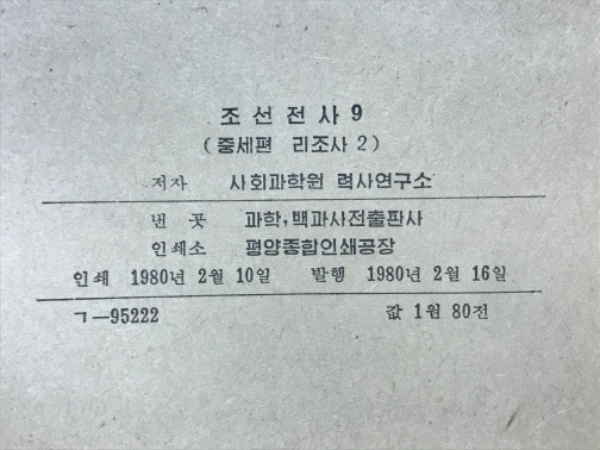 조선전사 9
(중세편 리조사 2)
저자 사회과학원 력사연구소
낸 곳 과학, 백과사전출판사
인쇄소 평양종합인쇄공장
인쇄 1980년 2월 10일 발행 1980년 2월 16일
ㄱ—95222 값 1원 80전